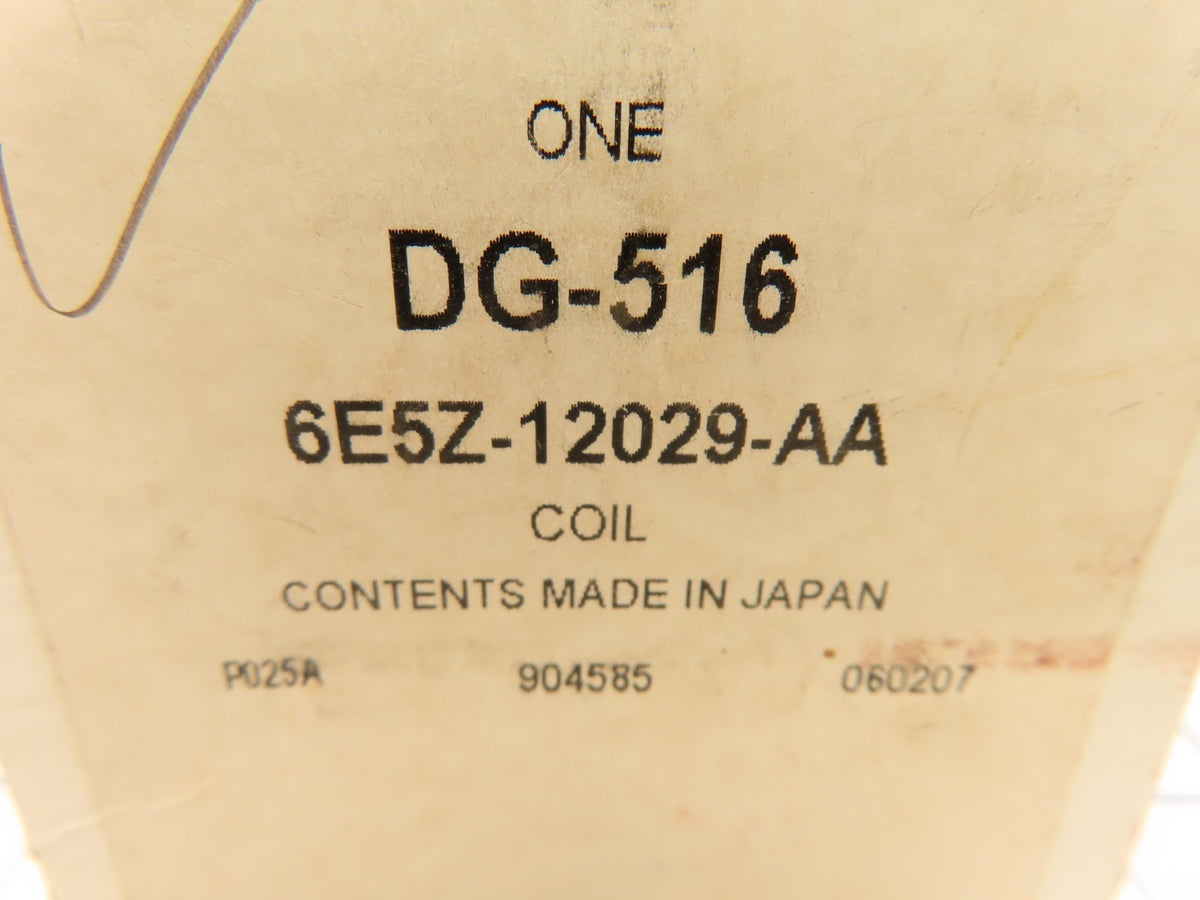 ONE
DG-516
6E5Z-12029-AA
COIL
CONTENTS MADE IN JAPAN
P025A 904585 060207